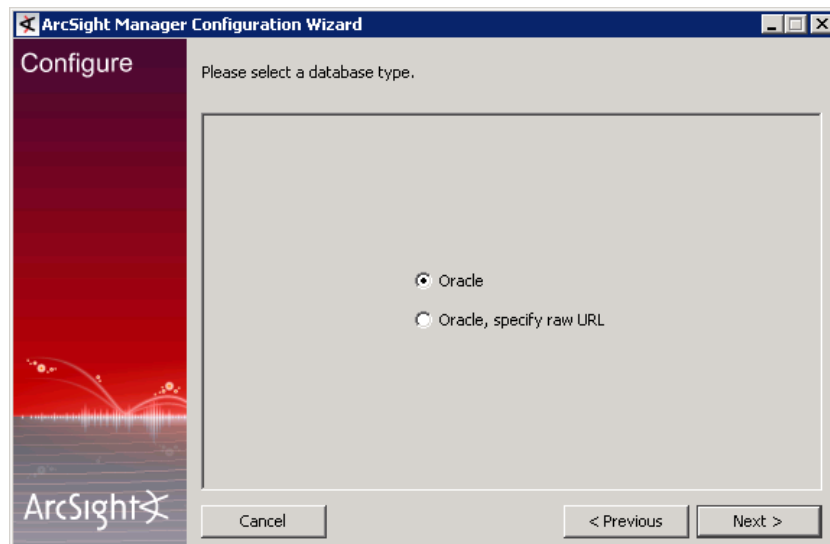 ArcSight Manager Configuration Wizard
Configure
Please select a database type.
Oracle
Oracle, specify raw URL
ArcSight
Cancel
< Previous
Next >